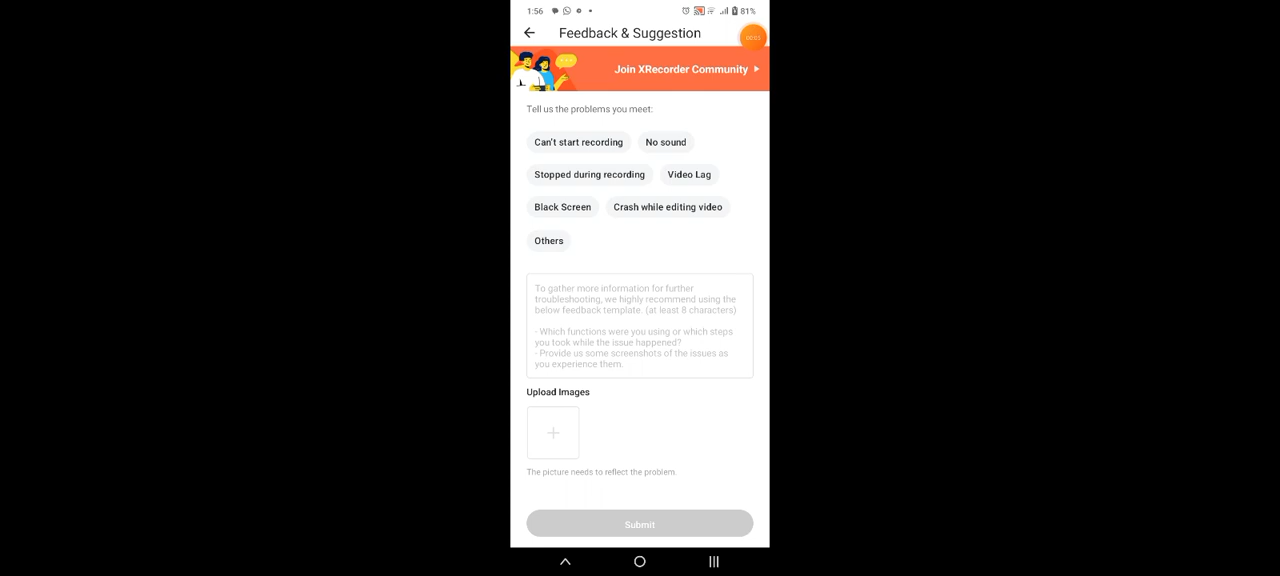 1:56 81%
Feedback & Suggestion
Join XRecorder Community
Tell us the problems you meet:
Can't start recording No sound
Stopped during recording Video Lag
Black Screen Crash while editing video
Others
To gather more information for further
troubleshooting, we highly recommend using the
below feedback template. (at least 8 characters)
- Which functions were you using or which steps
you took while the issue happened?
- Provide us some screenshots of the issues as
you experience them.
Upload Images
The picture needs to reflect the problem.
Submit